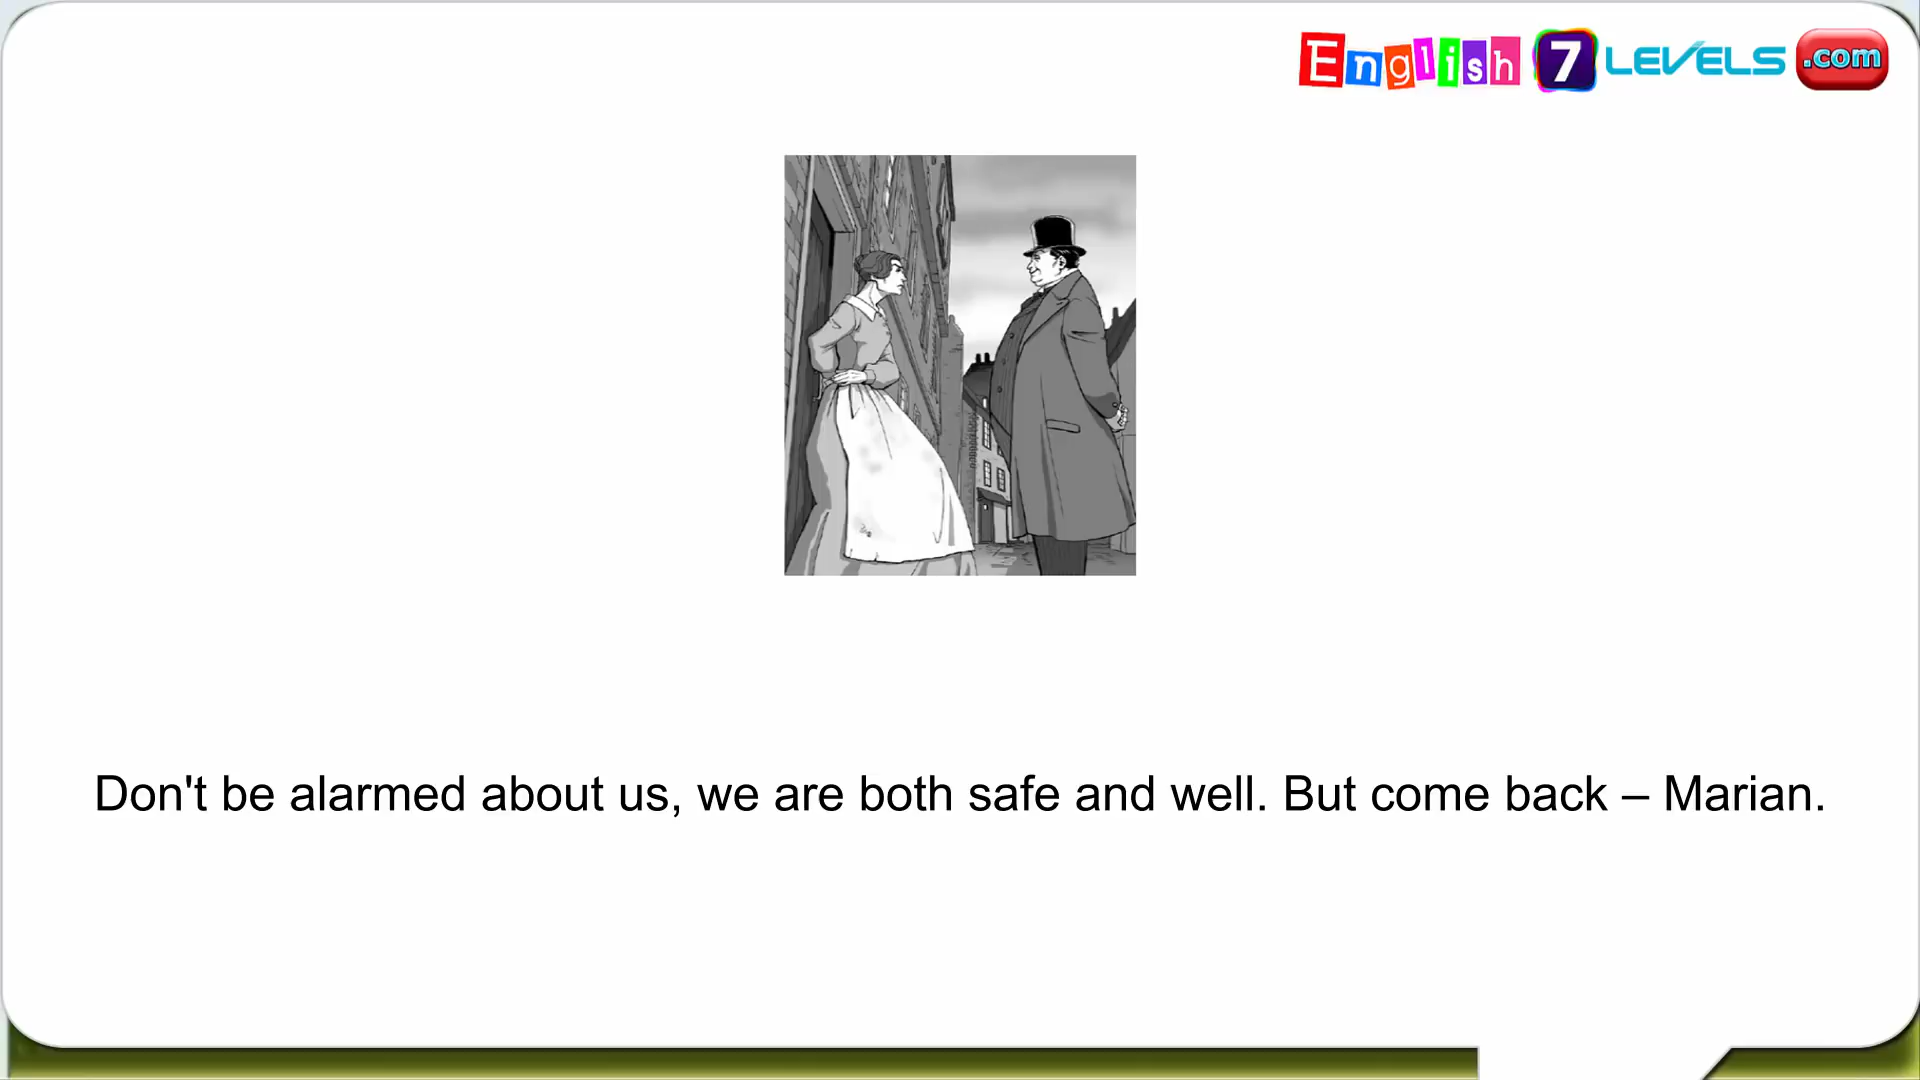 English 7 LEVELS .com
Don't be alarmed about us, we are both safe and well. But come back – Marian.